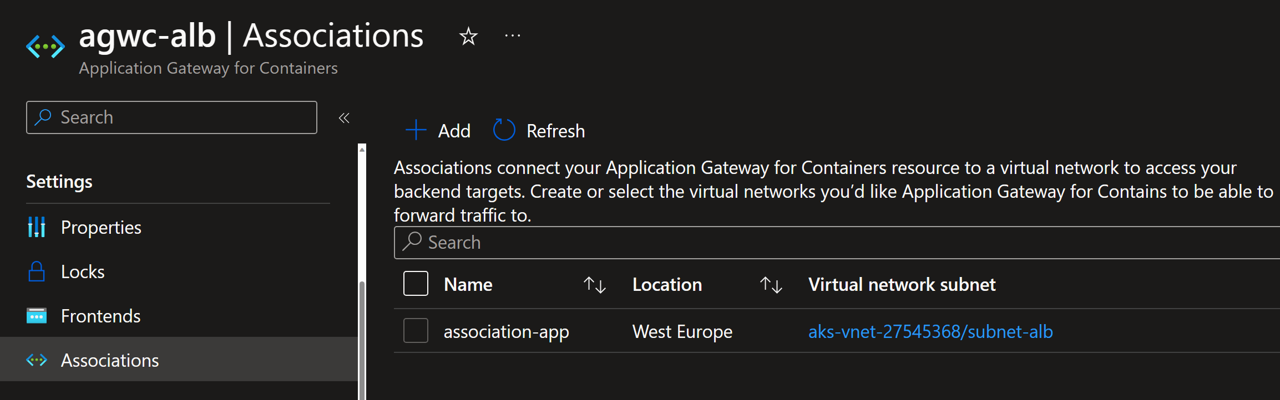 agwc-alb | Associations
Application Gateway for Containers
Search
Settings
Properties
Locks
Frontends
Associations
Add Refresh
Associations connect your Application Gateway for Containers resource to a virtual network to access your
backend targets. Create or select the virtual networks you’d like Application Gateway for Contains to be able to
forward traffic to.
Search
Name Location Virtual network subnet
association-app West Europe aks-vnet-27545368/subnet-alb